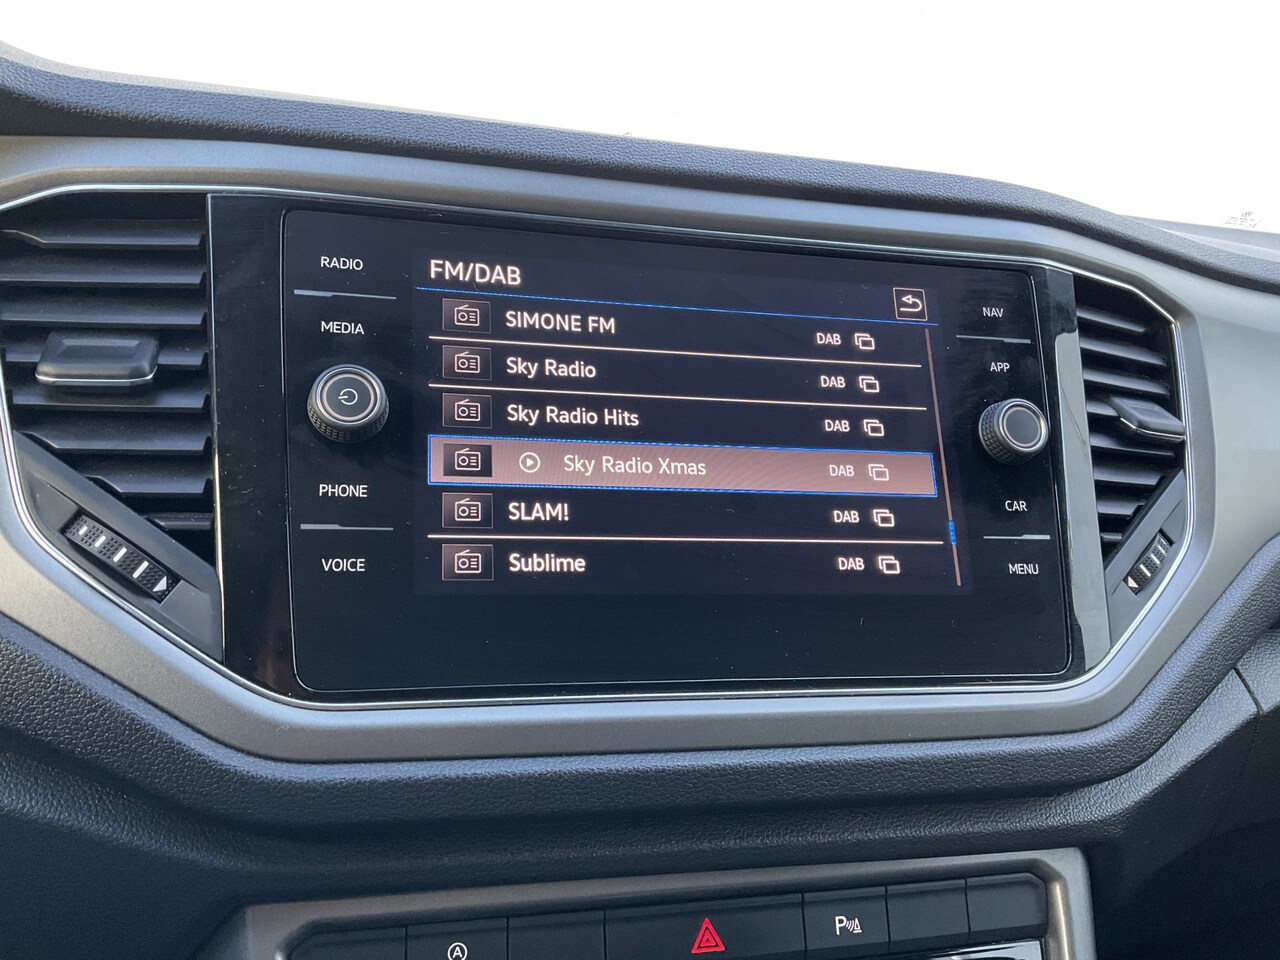 RADIO
MEDIA
PHONE
VOICE
FM/DAB
SIMONE FM DAB
Sky Radio DAB
Sky Radio Hits DAB
Sky Radio Xmas DAB
SLAM! DAB
Sublime DAB
NAV
APP
CAR
MENU
A
P